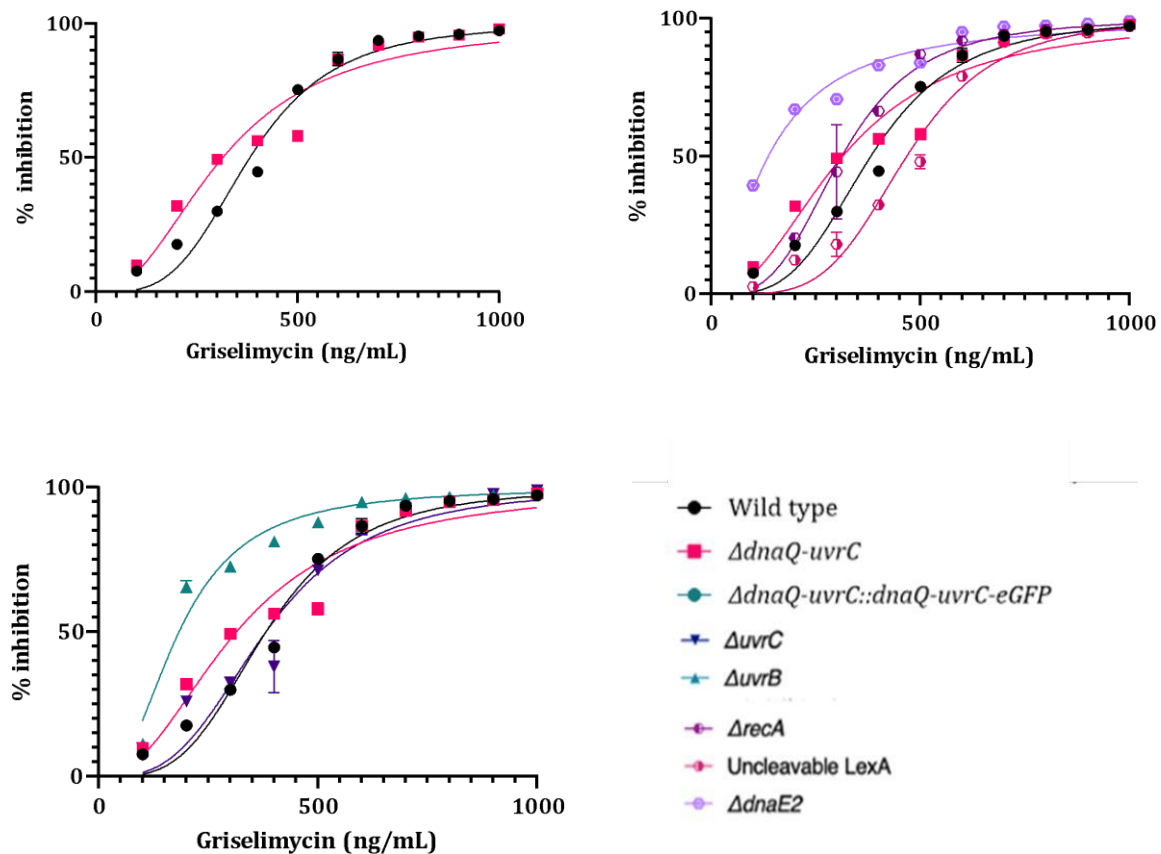 100
50
0
% inhibition
0
500
1000
Griselimycin (ng/mL)
100
50
0
% inhibition
0
500
1000
Griselimycin (ng/mL)
100
50
0
% inhibition
0
500
1000
Griselimycin (ng/mL)
Wild type
ΔdnaQ-uvrC
ΔdnaQ-uvrC::dnaQ-uvrC-eGFP
ΔuvrC
ΔuvrB
ΔrecA
Uncleavable LexA
ΔdnaE2